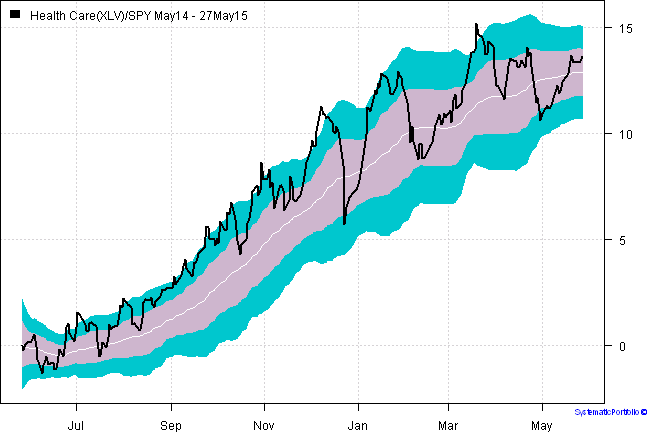 Health Care(XLV)/SPY May14 - 27May15
15
10
5
0
Jul Sep Nov Jan Mar May
SystematicPortfolio ©